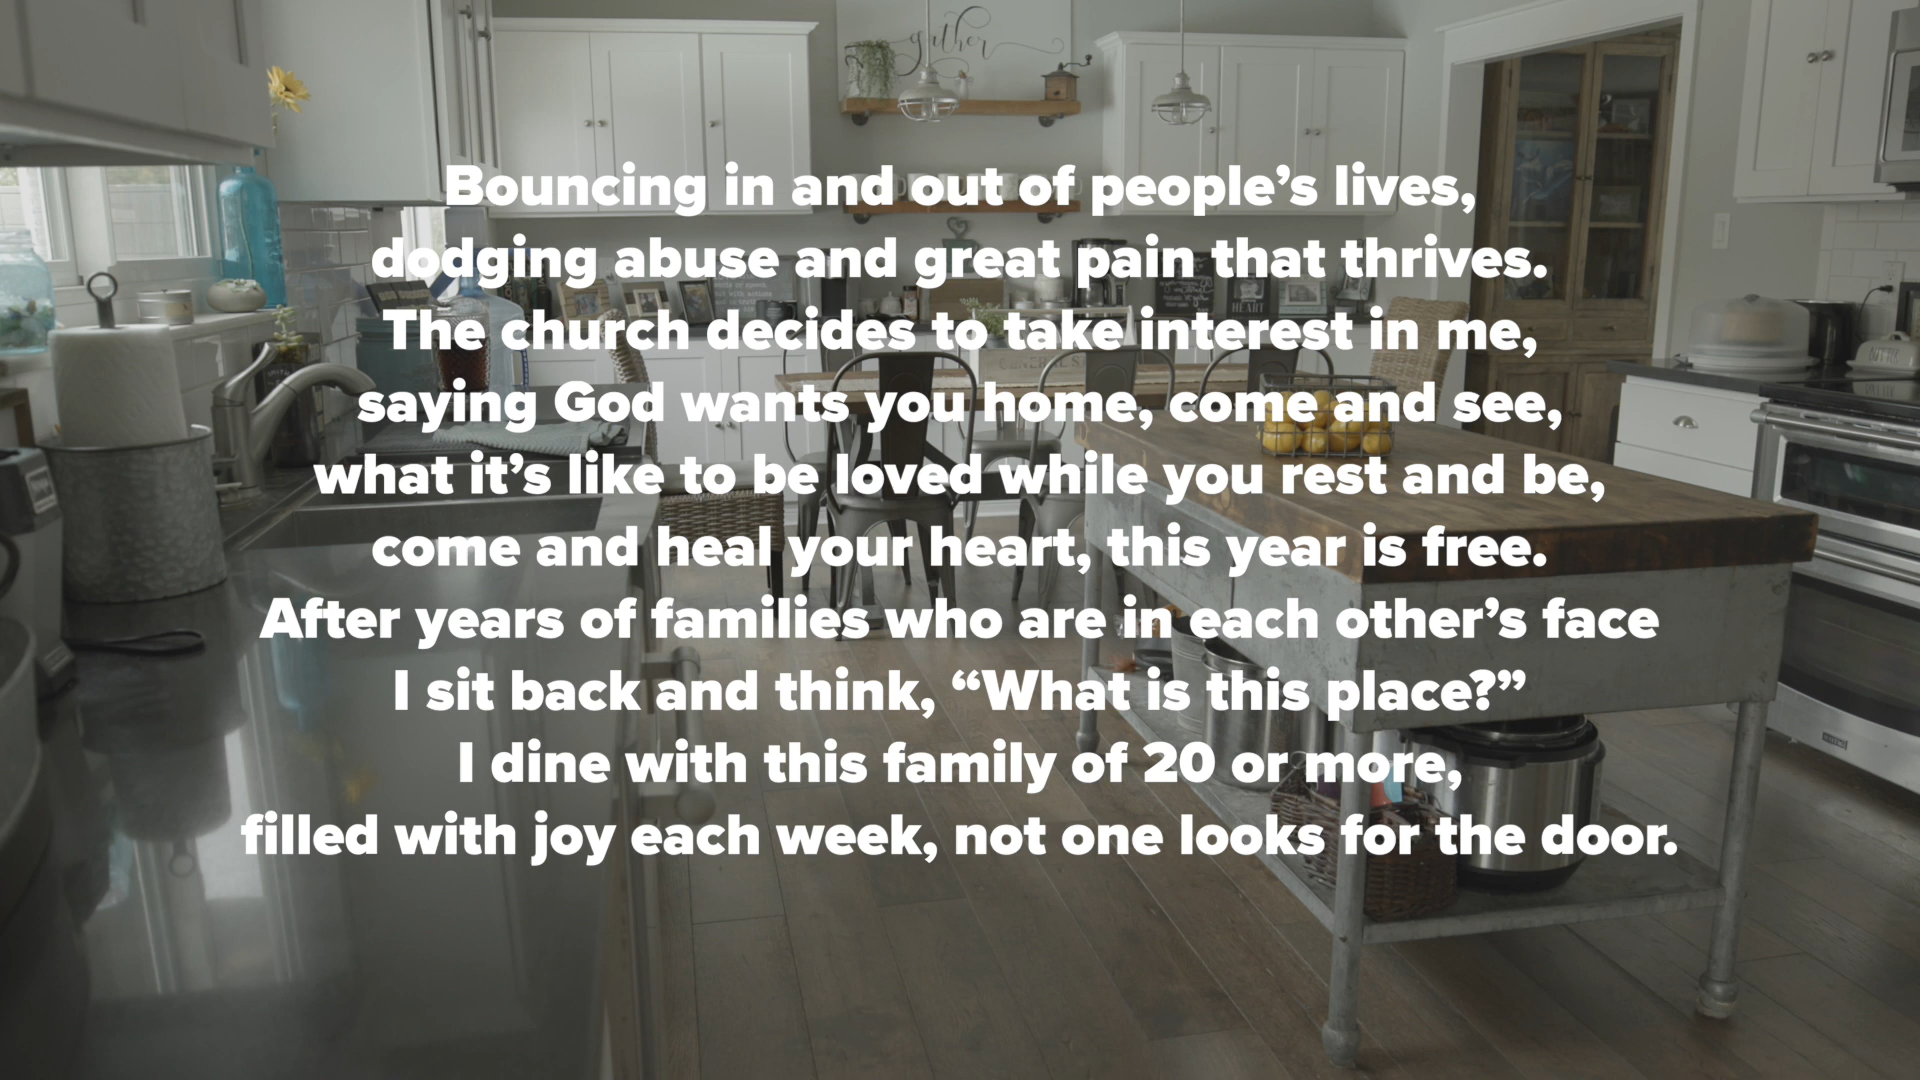 gather
Bouncing in and out of people’s lives,
dodging abuse and great pain that thrives.
The church decides to take interest in me,
saying God wants you home, come and see,
what it’s like to be loved while you rest and be,
come and heal your heart, this year is free.
After years of families who are in each other’s face
I sit back and think, “What is this place?”
I dine with this family of 20 or more,
filled with joy each week, not one looks for the door.
HEART